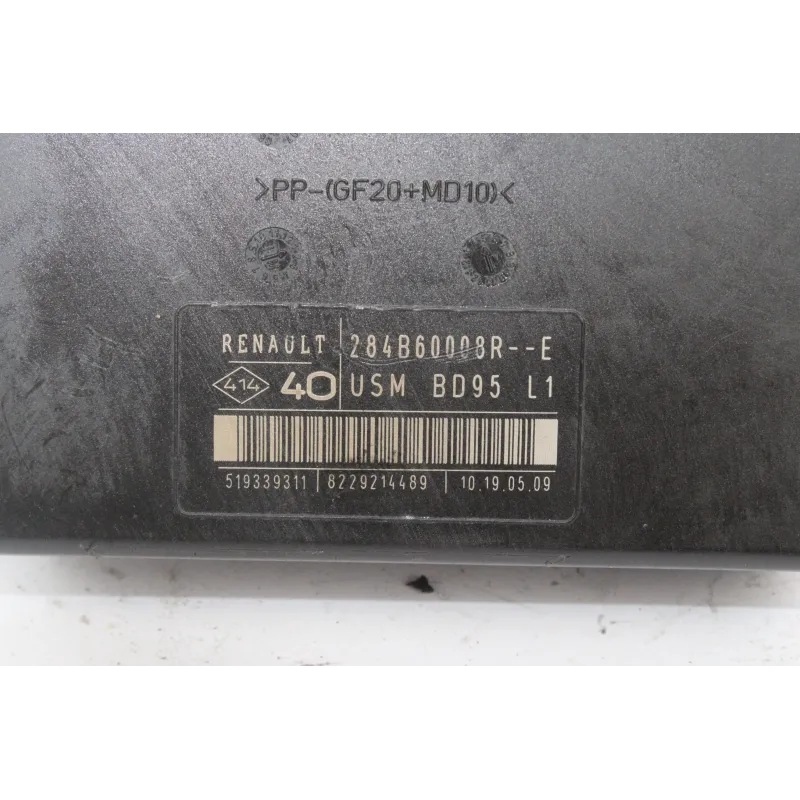 >PP-(GF20+MD10)<
RENAULT 284B60008R--E
414 40 USM BD95 L1
519339311 8229214489 10.19.05.09